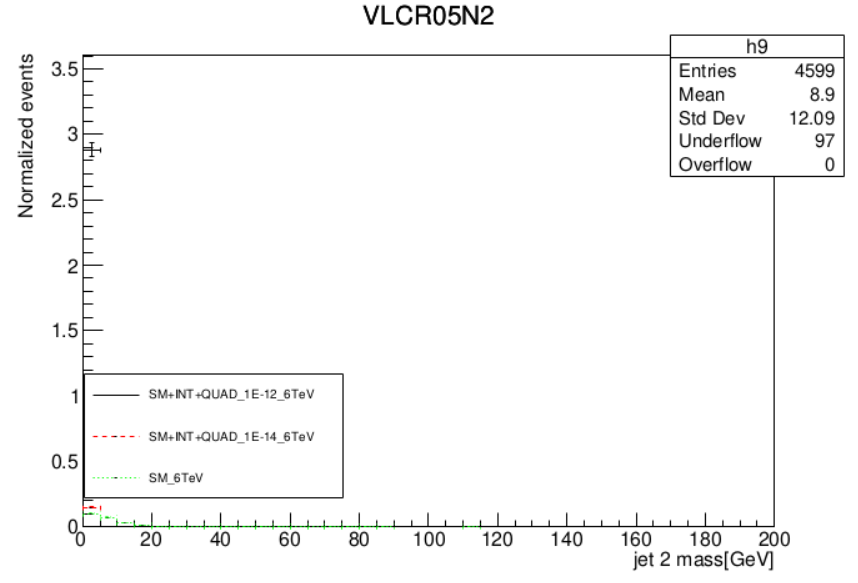 VLCR05N2
h9
Entries 4599
Mean 8.9
Std Dev 12.09
Underflow 97
Overflow 0
Normalized events
3.5
3
2.5
2
1.5
1
0.5
0
SM+INT+QUAD_1E-12_6TeV
SM+INT+QUAD_1E-14_6TeV
SM_6TeV
0 20 40 60 80 100 120 140 160 180 200
jet 2 mass[GeV]